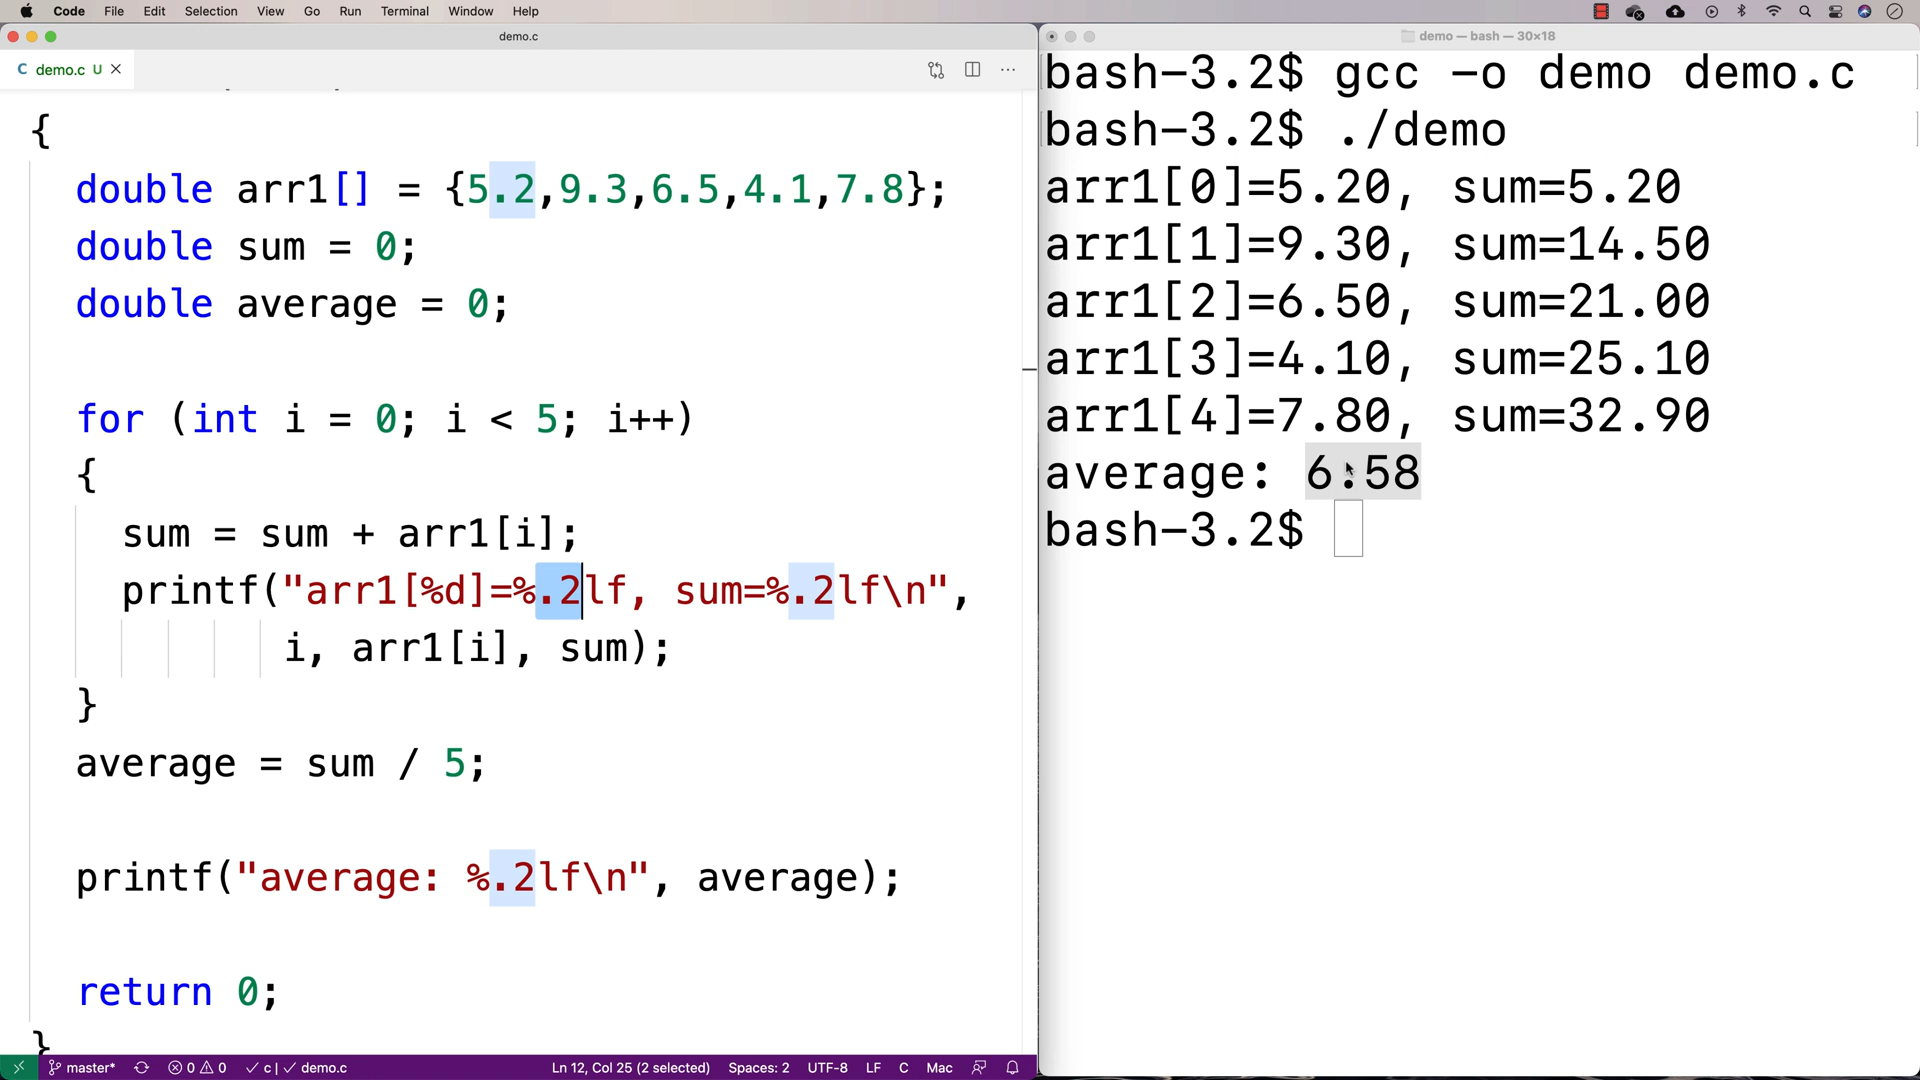 Code File Edit Selection View Go Run Terminal Window Help
demo.c
C demo.c U
{
double arr1[] = {5.2,9.3,6.5,4.1,7.8};
double sum = 0;
double average = 0;
for (int i = 0; i < 5; i++)
{
sum = sum + arr1[i];
printf("arr1[%d]=%.2lf, sum=%.2lf\n",
i, arr1[i], sum);
}
average = sum / 5;
printf("average: %.2lf\n", average);
return 0;
}
master* 0 0 c | demo.c Ln 12, Col 25 (2 selected) Spaces: 2 UTF-8 LF C Mac
demo — bash — 30×18
bash-3.2$ gcc -o demo demo.c
bash-3.2$ ./demo
arr1[0]=5.20, sum=5.20
arr1[1]=9.30, sum=14.50
arr1[2]=6.50, sum=21.00
arr1[3]=4.10, sum=25.10
arr1[4]=7.80, sum=32.90
average: 6.58
bash-3.2$